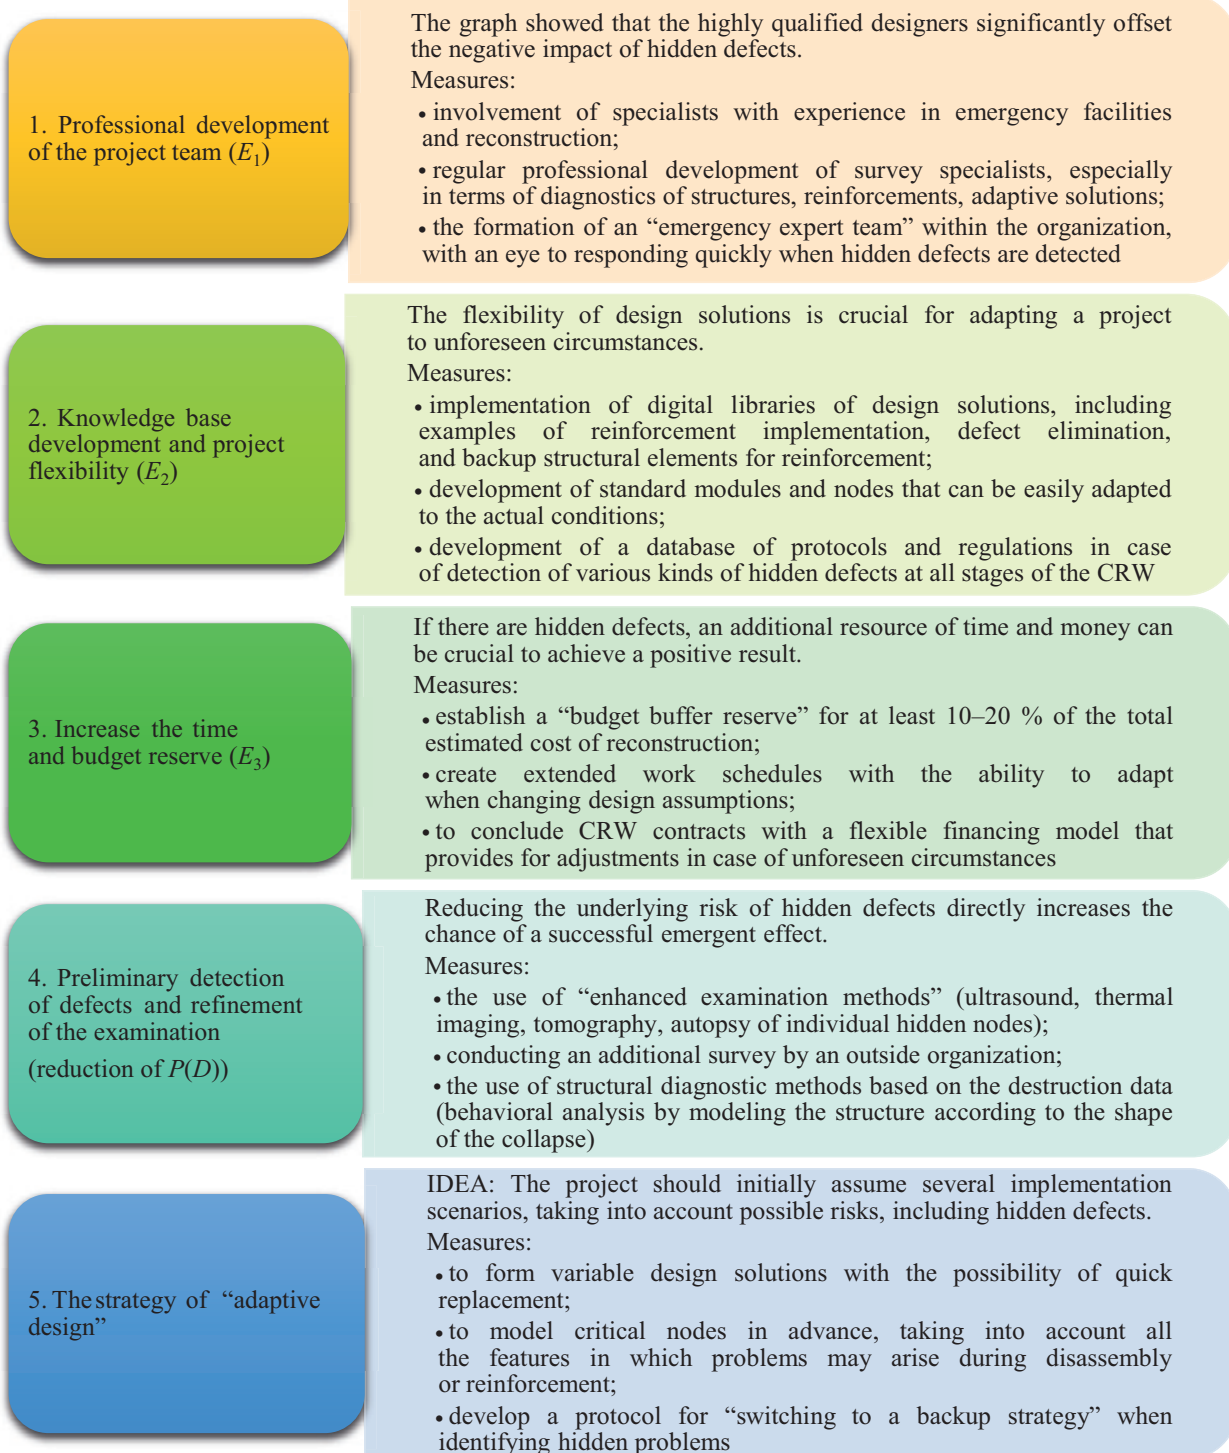 1. Professional development
of the project team (E₁)
The graph showed that the highly qualified designers significantly offset
the negative impact of hidden defects.
Measures:
• involvement of specialists with experience in emergency facilities
and reconstruction;
• regular professional development of survey specialists, especially
in terms of diagnostics of structures, reinforcements, adaptive solutions;
• the formation of an “emergency expert team” within the organization,
with an eye to responding quickly when hidden defects are detected
2. Knowledge base
development and project
flexibility (E₂)
The flexibility of design solutions is crucial for adapting a project
to unforeseen circumstances.
Measures:
• implementation of digital libraries of design solutions, including
examples of reinforcement implementation, defect elimination,
and backup structural elements for reinforcement;
• development of standard modules and nodes that can be easily adapted
to the actual conditions;
• development of a database of protocols and regulations in case
of detection of various kinds of hidden defects at all stages of the CRW
3. Increase the time
and budget reserve (E₃)
If there are hidden defects, an additional resource of time and money can
be crucial to achieve a positive result.
Measures:
• establish a “budget buffer reserve” for at least 10–20 % of the total
estimated cost of reconstruction;
• create extended work schedules with the ability to adapt
when changing design assumptions;
• to conclude CRW contracts with a flexible financing model that
provides for adjustments in case of unforeseen circumstances
4. Preliminary detection
of defects and refinement
of the examination
(reduction of P(D))
Reducing the underlying risk of hidden defects directly increases the
chance of a successful emergent effect.
Measures:
• the use of “enhanced examination methods” (ultrasound, thermal
imaging, tomography, autopsy of individual hidden nodes);
• conducting an additional survey by an outside organization;
• the use of structural diagnostic methods based on the destruction data
(behavioral analysis by modeling the structure according to the shape
of the collapse)
5. The strategy of “adaptive
design”
IDEA: The project should initially assume several implementation
scenarios, taking into account possible risks, including hidden defects.
Measures:
• to form variable design solutions with the possibility of quick
replacement;
• to model critical nodes in advance, taking into account all
the features in which problems may arise during disassembly
or reinforcement;
• develop a protocol for “switching to a backup strategy” when
identifying hidden problems